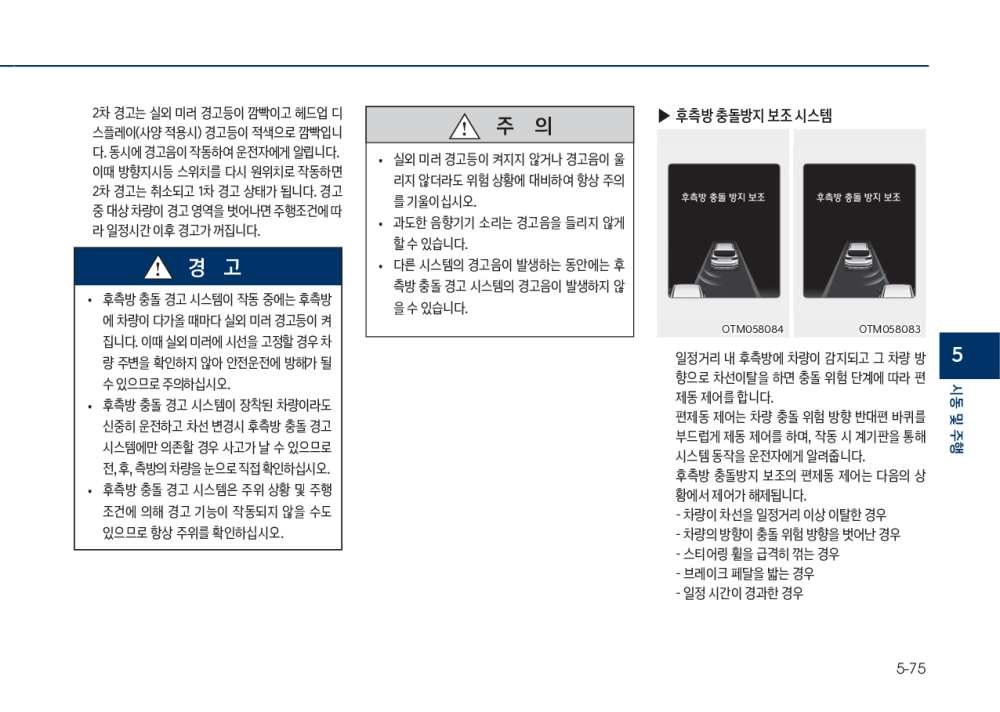 2차 경고는 실외 미러 경고등이 깜빡이고 헤드업 디
스플레이(사양 적용시) 경고등이 적색으로 깜빡입니
다. 동시에 경고음이 작동하여 운전자에게 알립니다.
이때 방향지시등 스위치를 다시 원위치로 작동하면
2차 경고는 취소되고 1차 경고 상태가 됩니다. 경고
중 대상 차량이 경고 영역을 벗어나면 주행조건에 따
라 일정시간 이후 경고가 꺼집니다.
경 고
• 후측방 충돌 경고 시스템이 작동 중에는 후측방
에 차량이 다가올 때마다 실외 미러 경고등이 켜
집니다. 이때 실외 미러에 시선을 고정할 경우 차
량 주변을 확인하지 않아 안전운전에 방해가 될
수 있으므로 주의하십시오.
• 후측방 충돌 경고 시스템이 장착된 차량이라도
신중히 운전하고 차선 변경시 후측방 충돌 경고
시스템에만 의존할 경우 사고가 날 수 있으므로
전, 후, 측방의 차량을 눈으로 직접 확인하십시오.
• 후측방 충돌 경고 시스템은 주위 상황 및 주행
조건에 의해 경고 기능이 작동되지 않을 수도
있으므로 항상 주위를 확인하십시오.
주 의
• 실외 미러 경고등이 켜지지 않거나 경고음이 울
리지 않더라도 위험 상황에 대비하여 항상 주의
를 기울이십시오.
• 과도한 음향기기 소리는 경고음을 들리지 않게
할 수 있습니다.
• 다른 시스템의 경고음이 발생하는 동안에는 후
측방 충돌 경고 시스템의 경고음이 발생하지 않
을 수 있습니다.
▶ 후측방 충돌방지 보조 시스템
후측방 충돌 방지 보조
후측방 충돌 방지 보조
OTM058084
OTM058083
일정거리 내 후측방에 차량이 감지되고 그 차량 방
향으로 차선이탈을 하면 충돌 위험 단계에 따라 편
제동 제어를 합니다.
편제동 제어는 차량 충돌 위험 방향 반대편 바퀴를
부드럽게 제동 제어를 하며, 작동 시 계기판을 통해
시스템 동작을 운전자에게 알려줍니다.
후측방 충돌방지 보조의 편제동 제어는 다음의 상
황에서 제어가 해제됩니다.
- 차량이 차선을 일정거리 이상 이탈한 경우
- 차량의 방향이 충돌 위험 방향을 벗어난 경우
- 스티어링 휠을 급격히 꺾는 경우
- 브레이크 페달을 밟는 경우
- 일정 시간이 경과한 경우
5
시동 및 주행
5-75